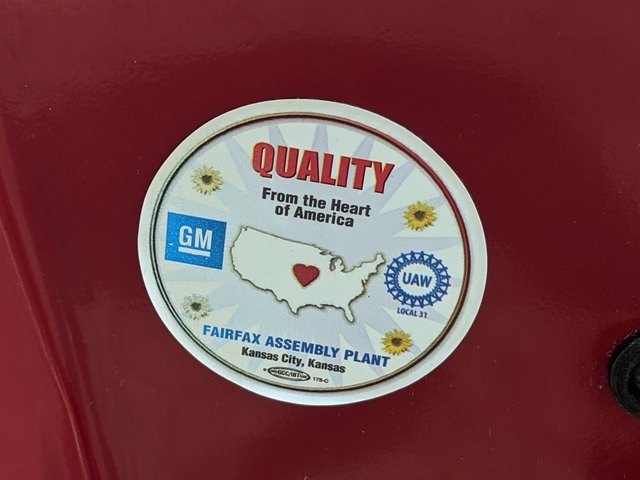 QUALITY
From the Heart
of America
GM
UAW
LOCAL 31
FAIRFAX ASSEMBLY PLANT
Kansas City, Kansas
175-C